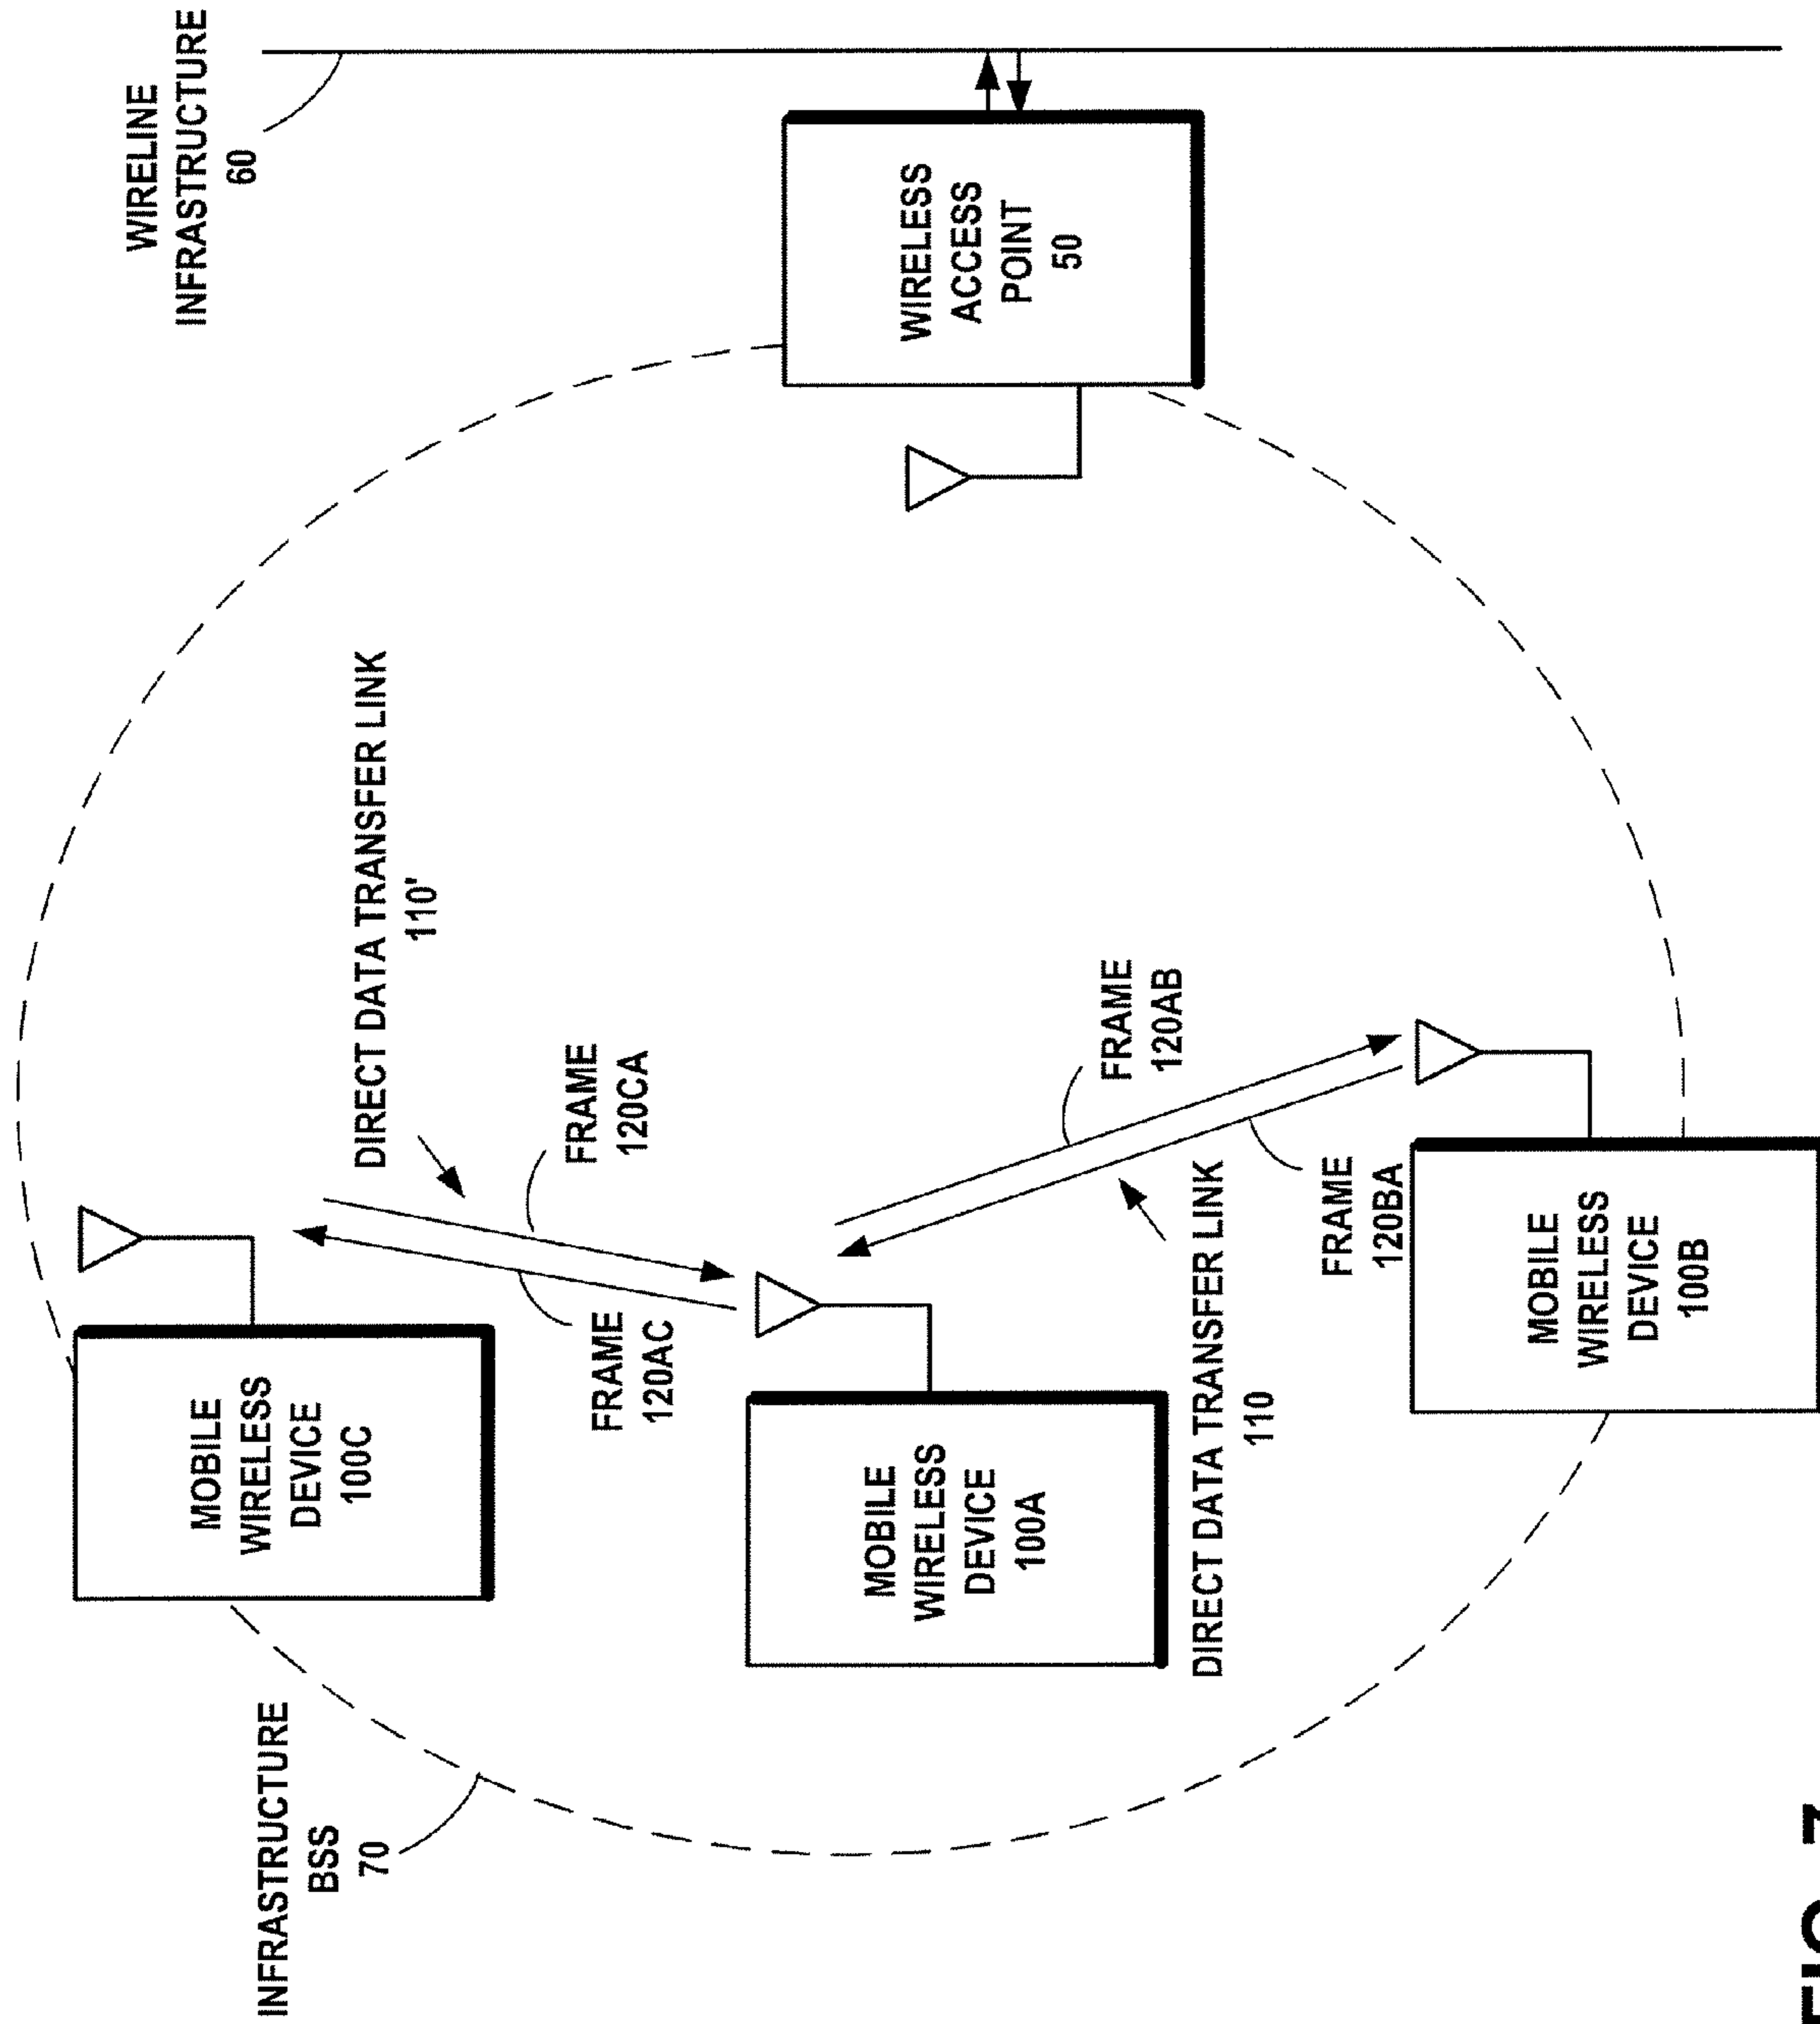 WIRELINE
INFRASTRUCTURE
60
MOBILE
WIRELESS
DEVICE
100C
INFRASTRUCTURE
BSS
70
DIRECT DATA TRANSFER LINK
110'
FRAME
120CA
FRAME
120AC
MOBILE
WIRELESS
DEVICE
100A
WIRELESS
ACCESS
POINT
50
FRAME
120AB
DIRECT DATA TRANSFER LINK
110
FRAME
120BA
MOBILE
WIRELESS
DEVICE
100B